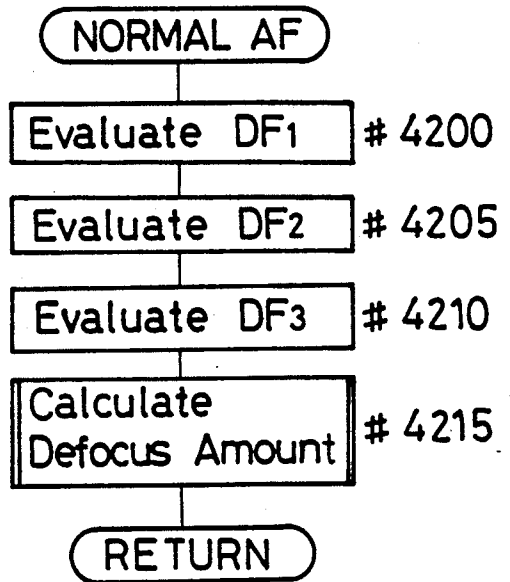 NORMAL AF
Evaluate DF1 # 4200
Evaluate DF2 # 4205
Evaluate DF3 # 4210
Calculate
Defocus Amount # 4215
RETURN